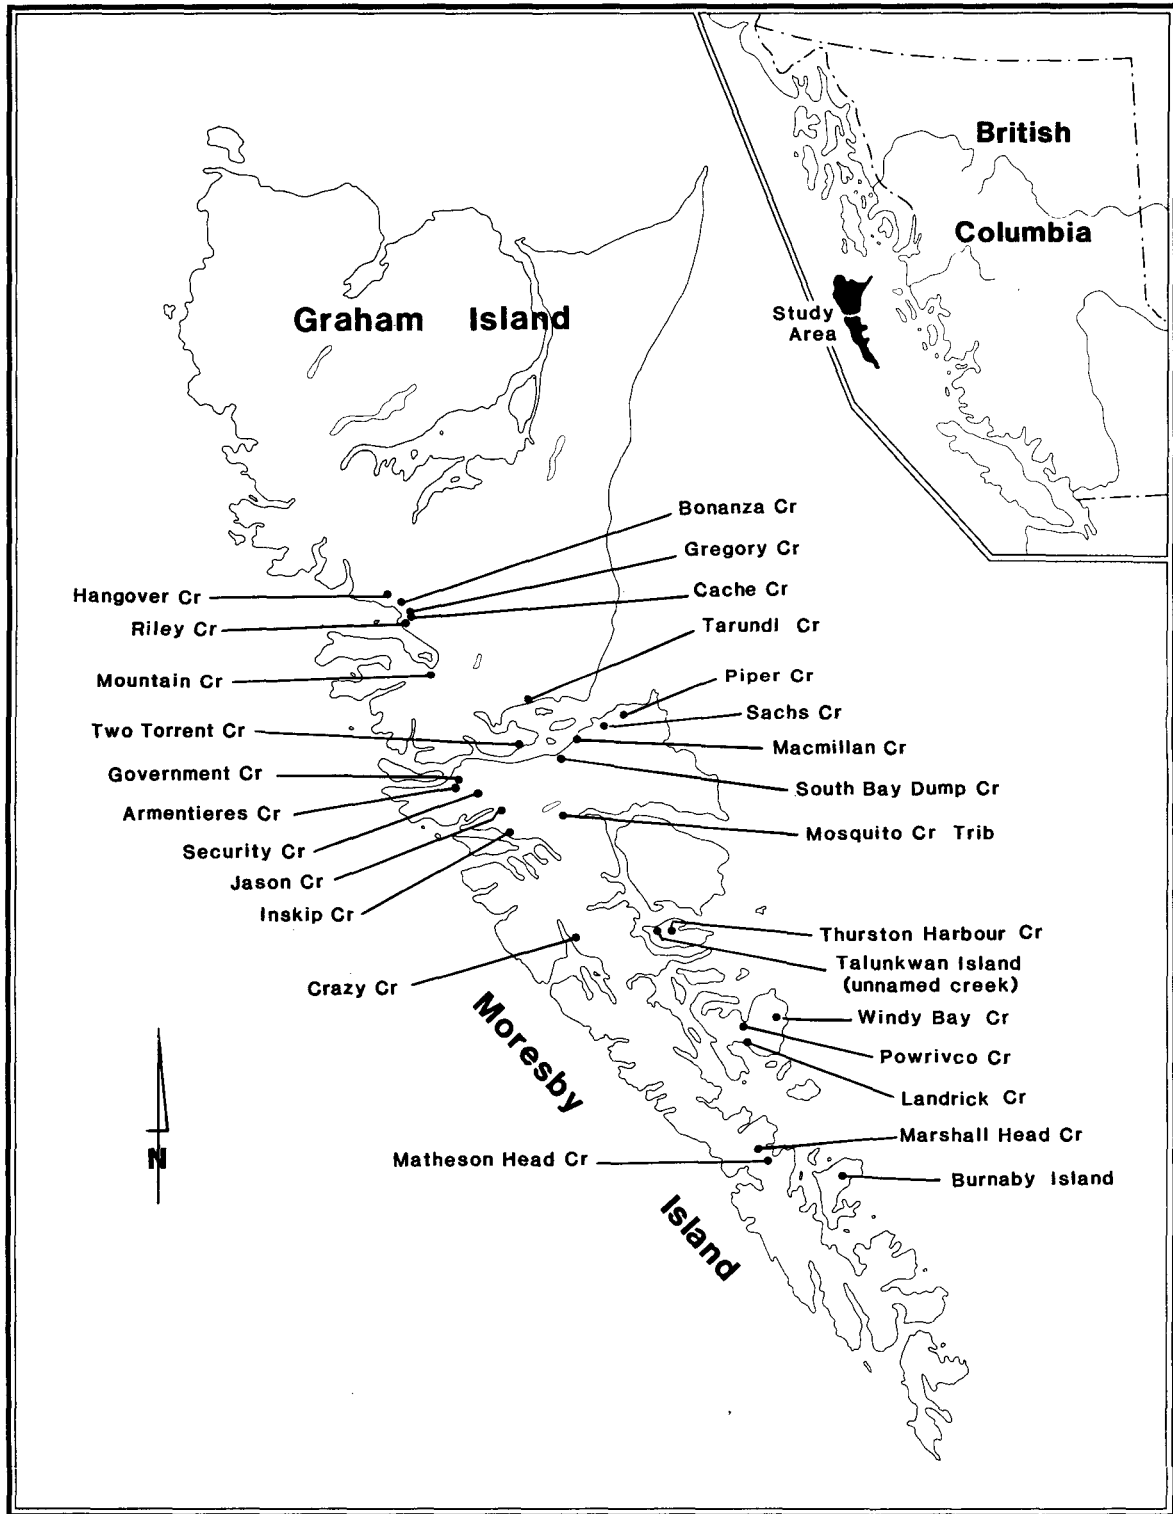 British
Columbia
Study
Area
Graham Island
Bonanza Cr
Gregory Cr
Hangover Cr
Cache Cr
Riley Cr
Tarundl Cr
Mountain Cr
Piper Cr
Sachs Cr
Two Torrent Cr
Macmillan Cr
Government Cr
South Bay Dump Cr
Armentieres Cr
Mosquito Cr Trib
Security Cr
Jason Cr
Inskip Cr
Thurston Harbour Cr
Talunkwan Island
(unnamed creek)
Crazy Cr
Windy Bay Cr
Powrivco Cr
Landrick Cr
Moresby
Island
Marshall Head Cr
Matheson Head Cr
Burnaby Island
N